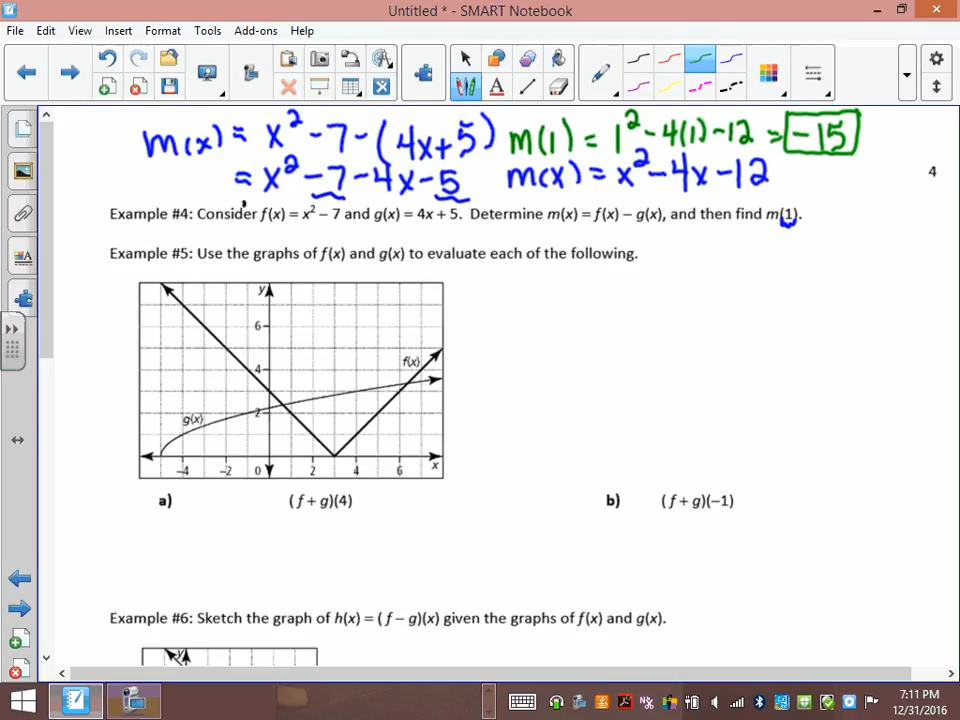 Untitled * - SMART Notebook
File Edit View Insert Format Tools Add-ons Help
m(x) = x² - 7 - (4x + 5) m(1) = 1² - 4(1) - 12 = -15
= x² - 7 - 4x - 5 m(x) = x² - 4x - 12
4
Example #4: Consider f(x) = x² – 7 and g(x) = 4x + 5. Determine m(x) = f(x) – g(x), and then find m(1).
Example #5: Use the graphs of f(x) and g(x) to evaluate each of the following.
y
6
f(x)
4
g(x)
2
-4 -2 0 2 4 6 x
a) (f + g)(4) b) (f + g)(−1)
Example #6: Sketch the graph of h(x) = (f – g)(x) given the graphs of f(x) and g(x).
y
7:11 PM
12/31/2016